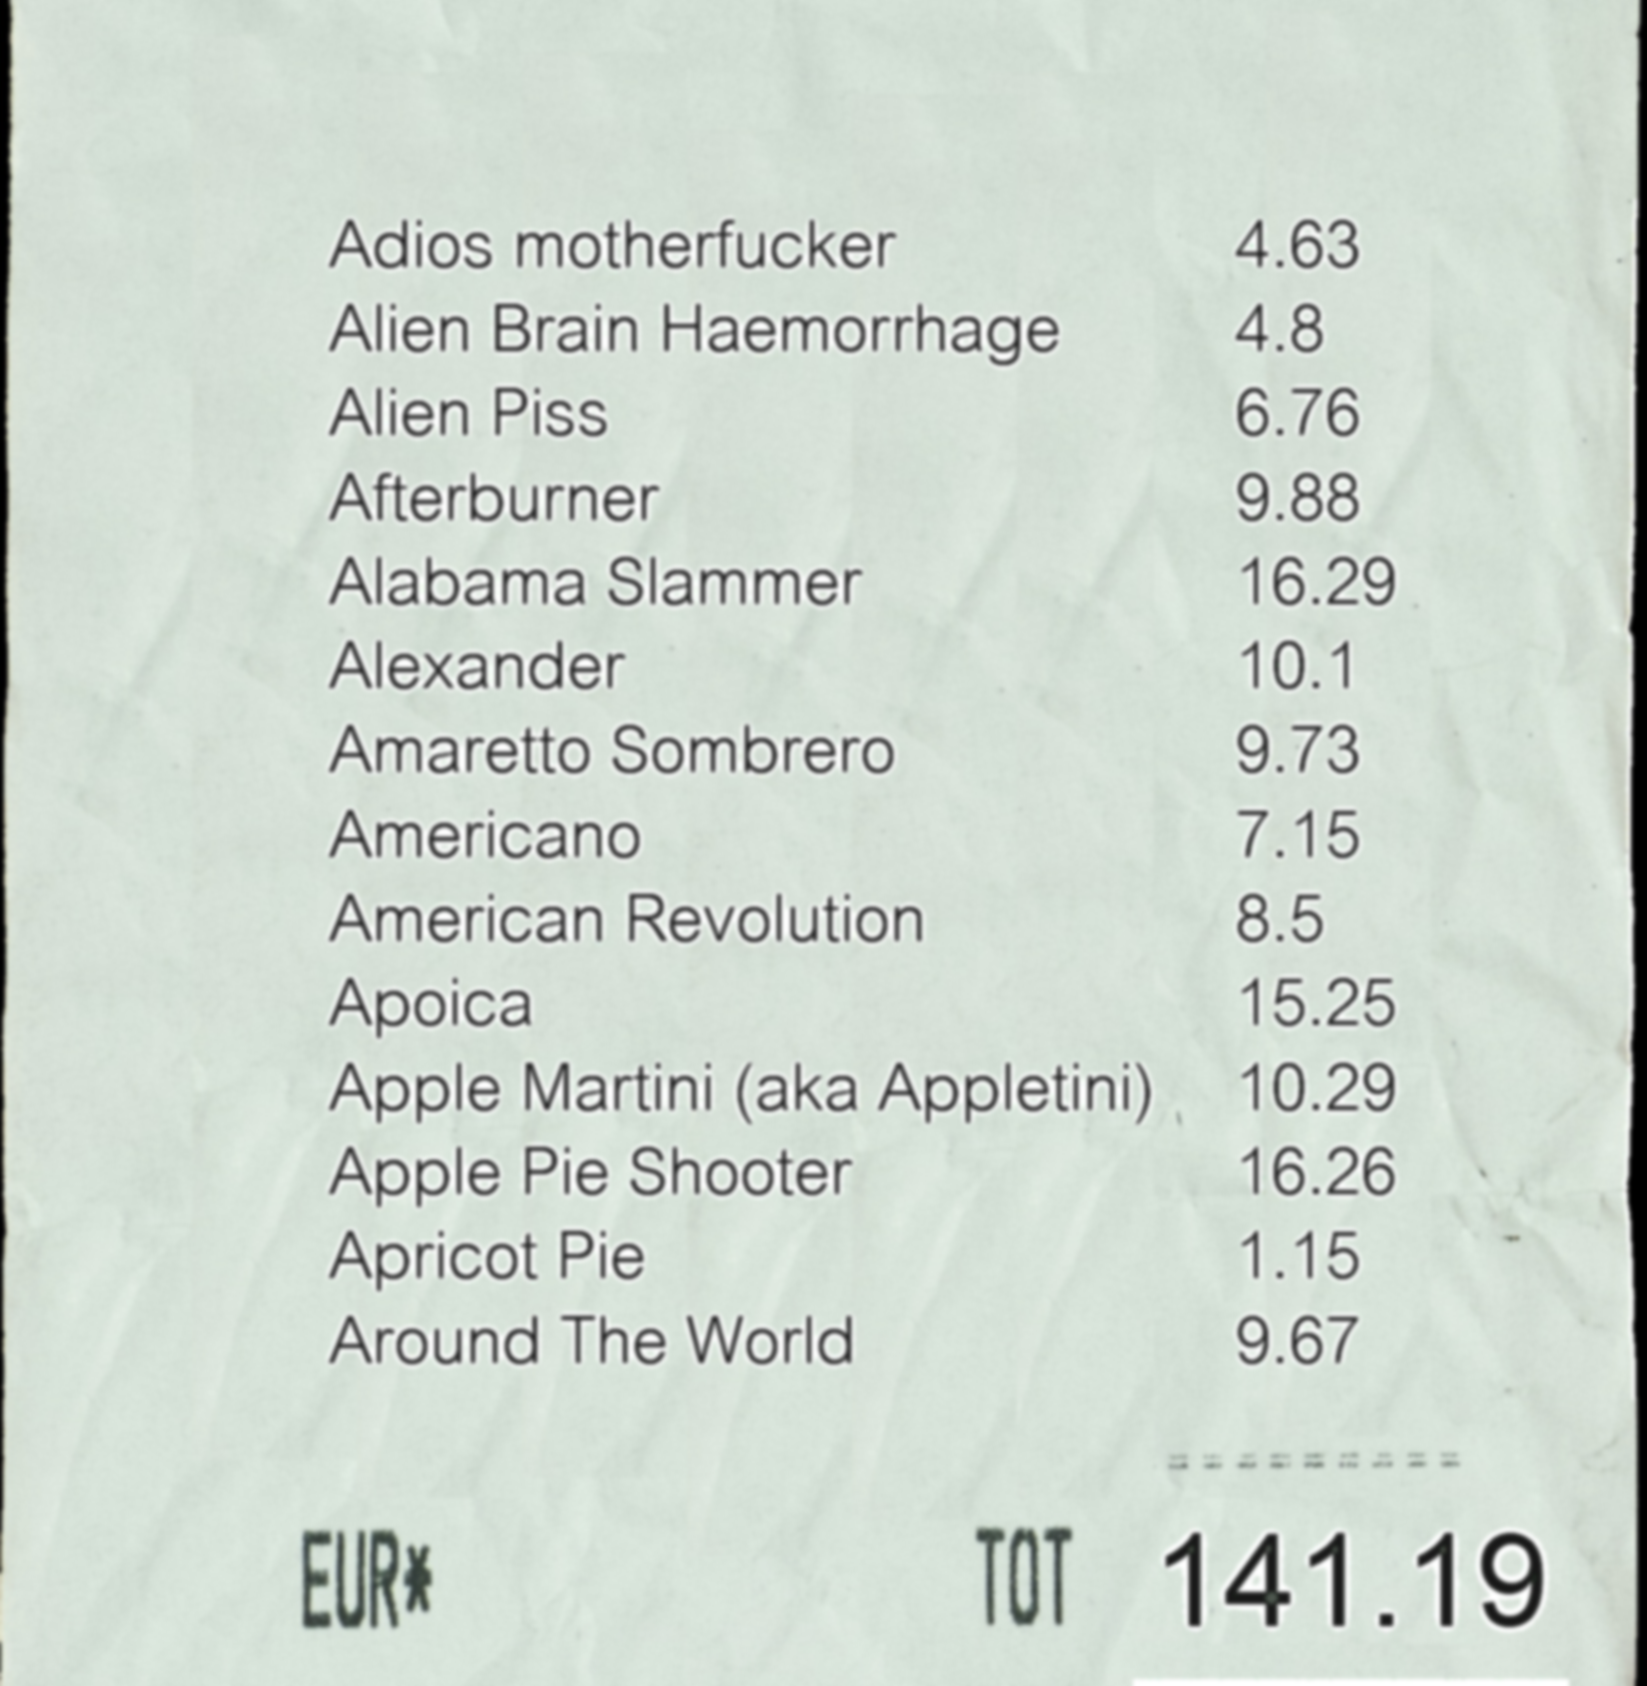 Adios motherfucker 4.63
Alien Brain Haemorrhage 4.8
Alien Piss 6.76
Afterburner 9.88
Alabama Slammer 16.29
Alexander 10.1
Amaretto Sombrero 9.73
Americano 7.15
American Revolution 8.5
Apoica 15.25
Apple Martini (aka Appletini) 10.29
Apple Pie Shooter 16.26
Apricot Pie 1.15
Around The World 9.67
=========
EUR* TOT 141.19